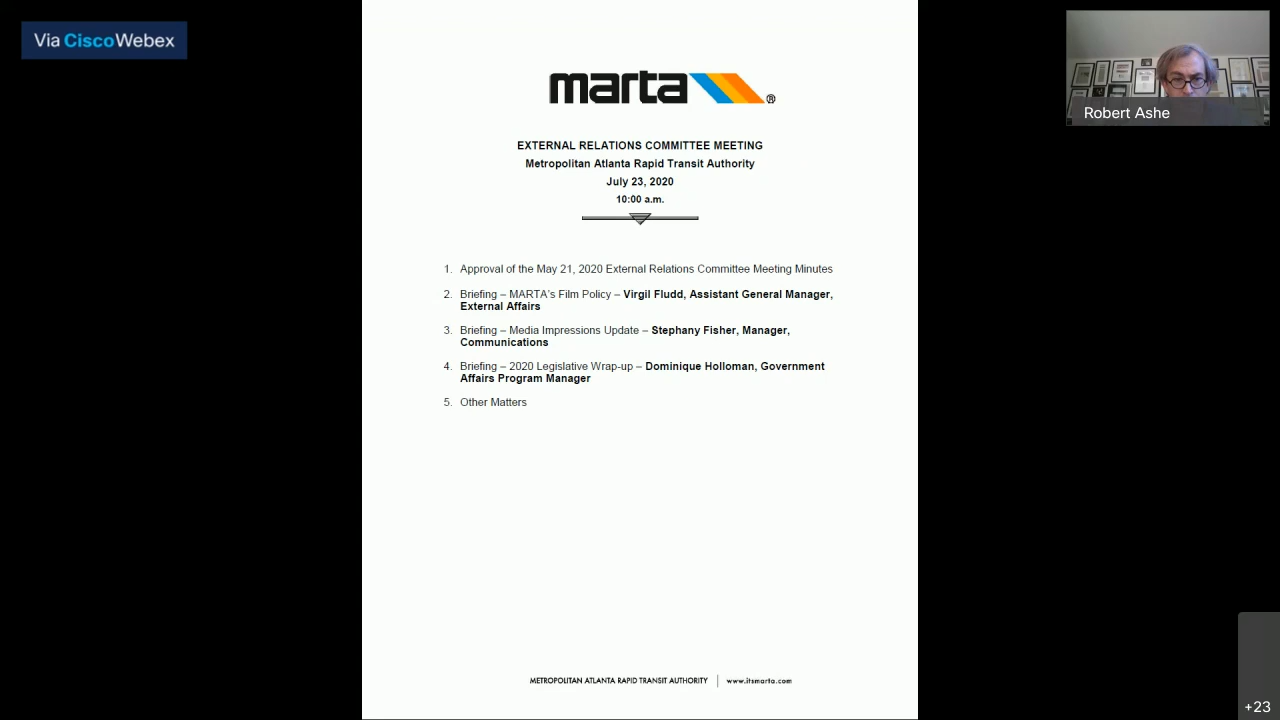 Via CiscoWebex
marta®
Robert Ashe
EXTERNAL RELATIONS COMMITTEE MEETING
Metropolitan Atlanta Rapid Transit Authority
July 23, 2020
10:00 a.m.
1. Approval of the May 21, 2020 External Relations Committee Meeting Minutes
2. Briefing – MARTA's Film Policy – Virgil Fludd, Assistant General Manager,
External Affairs
3. Briefing – Media Impressions Update – Stephany Fisher, Manager,
Communications
4. Briefing – 2020 Legislative Wrap-up – Dominique Holloman, Government
Affairs Program Manager
5. Other Matters
METROPOLITAN ATLANTA RAPID TRANSIT AUTHORITY | www.itsmarta.com
+23